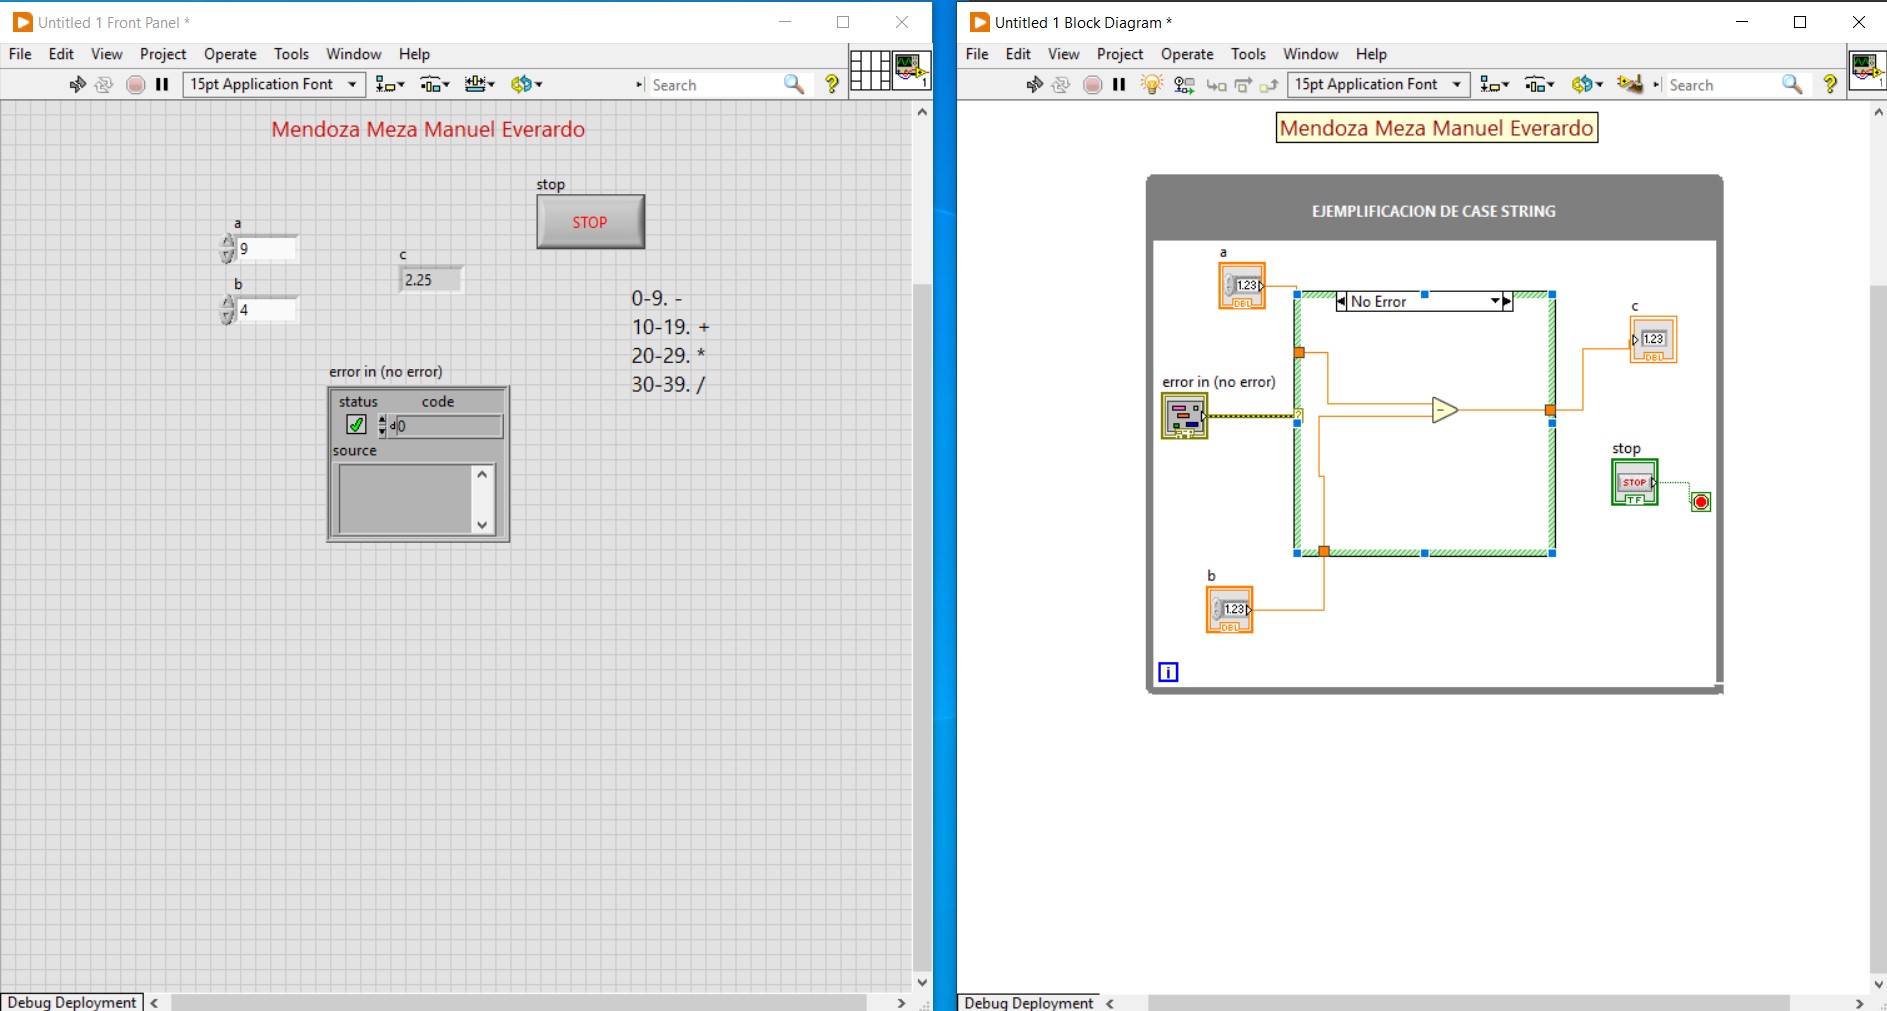 Untitled 1 Front Panel *
File Edit View Project Operate Tools Window Help
15pt Application Font
Search
1
Mendoza Meza Manuel Everardo
stop
STOP
a
9
c
2.25
b
4
0-9. -
10-19. +
20-29. *
30-39. /
error in (no error)
status code
d0
source
Debug Deployment
Untitled 1 Block Diagram *
File Edit View Project Operate Tools Window Help
15pt Application Font
Search
1
Mendoza Meza Manuel Everardo
EJEMPLIFICACION DE CASE STRING
a
1.23
DBL
No Error
c
1.23
DBL
error in (no error)
?
stop
STOP
TF
b
1.23
DBL
i
Debug Deployment